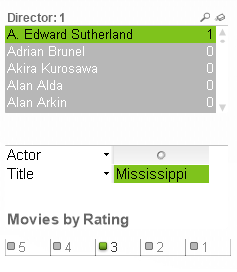 Director: 1
A. Edward Sutherland 1
Adrian Brunel 0
Akira Kurosawa 0
Alan Alda 0
Alan Arkin 0
Actor
Title Mississippi
Movies by Rating
5 4 3 2 1